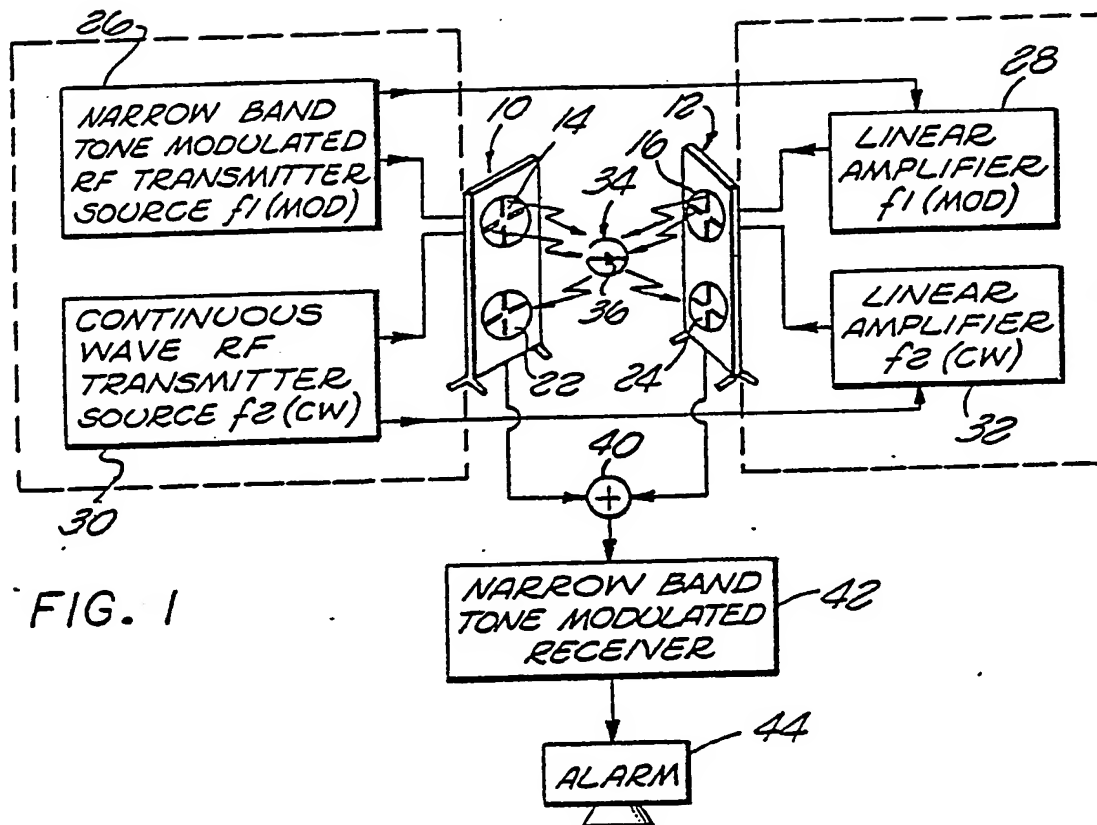 26
NARROW BAND
TONE MODULATED
RF TRANSMITTER
SOURCE f1 (MOD)
10
14
34
16
12
28
LINEAR
AMPLIFIER
f1 (MOD)
CONTINUOUS
WAVE RF
TRANSMITTER
SOURCE f2 (CW)
30
22
36
24
LINEAR
AMPLIFIER
f2 (CW)
32
40
+
NARROW BAND
TONE MODULATED
RECEIVER
42
ALARM
44
FIG. 1